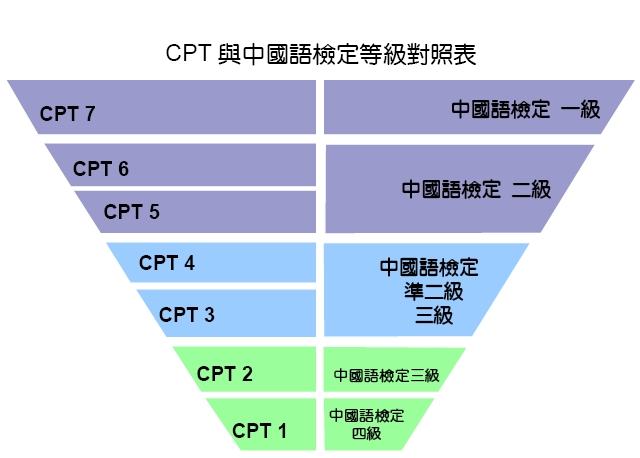 CPT 與中國語檢定等級對照表
CPT 7
中國語檢定 一級
CPT 6
CPT 5
中國語檢定 二級
CPT 4
CPT 3
中國語檢定
準二級
三級
CPT 2
中國語檢定三級
CPT 1
中國語檢定
四級